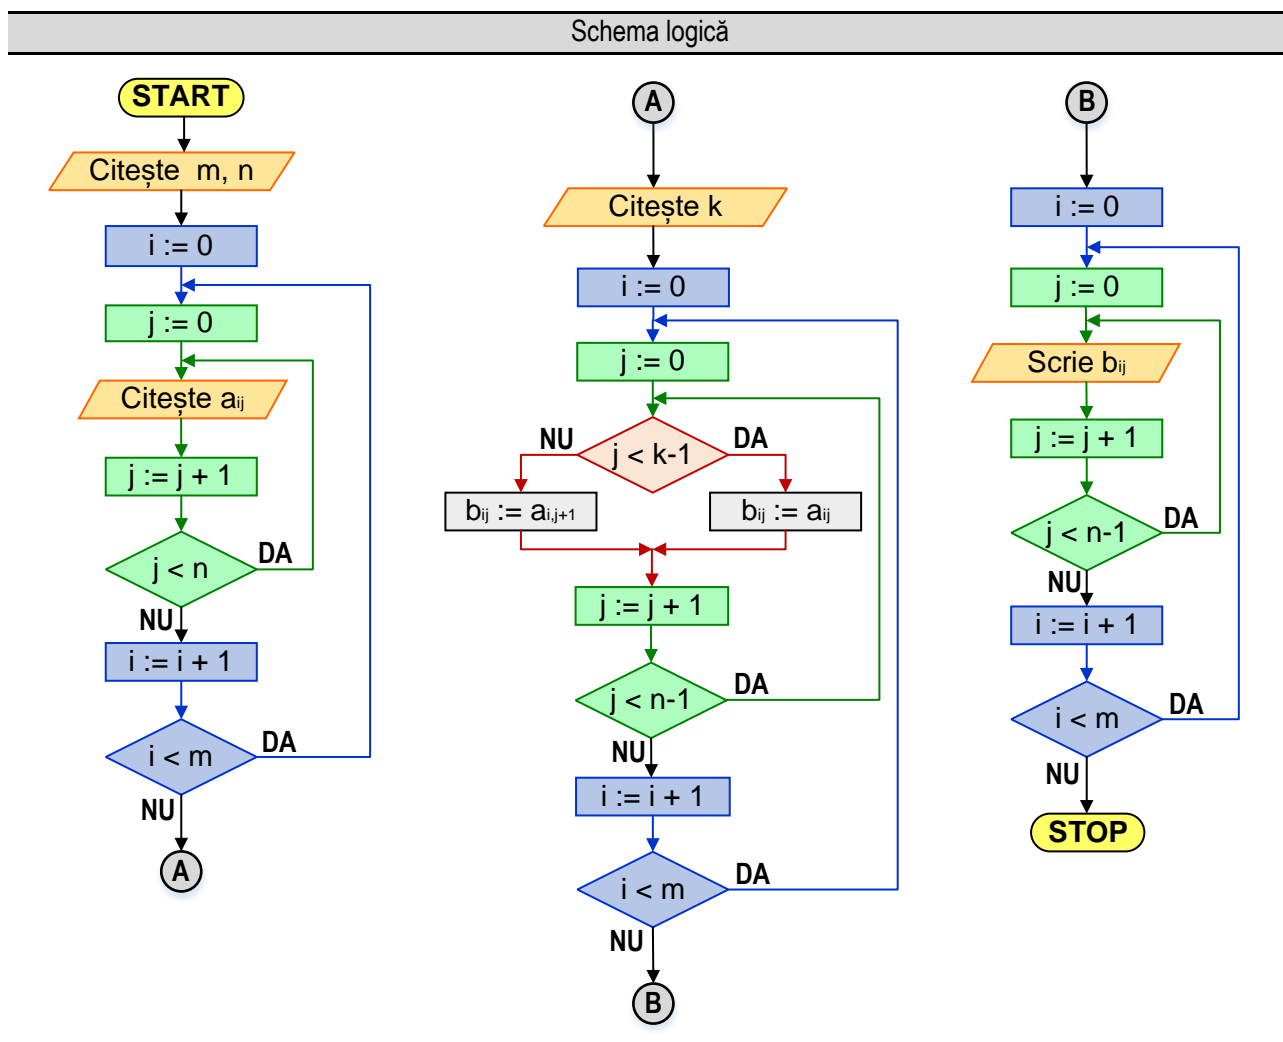 Schema logică
START
Citește m, n
i := 0
j := 0
Citește aij
j := j + 1
j < n
DA
NU
i := i + 1
i < m
DA
NU
A
A
Citește k
i := 0
j := 0
j < k-1
NU
DA
bij := ai,j+1
bij := aij
j := j + 1
j < n-1
DA
NU
i := i + 1
i < m
DA
NU
B
B
i := 0
j := 0
Scrie bij
j := j + 1
j < n-1
DA
NU
i := i + 1
i < m
DA
NU
STOP